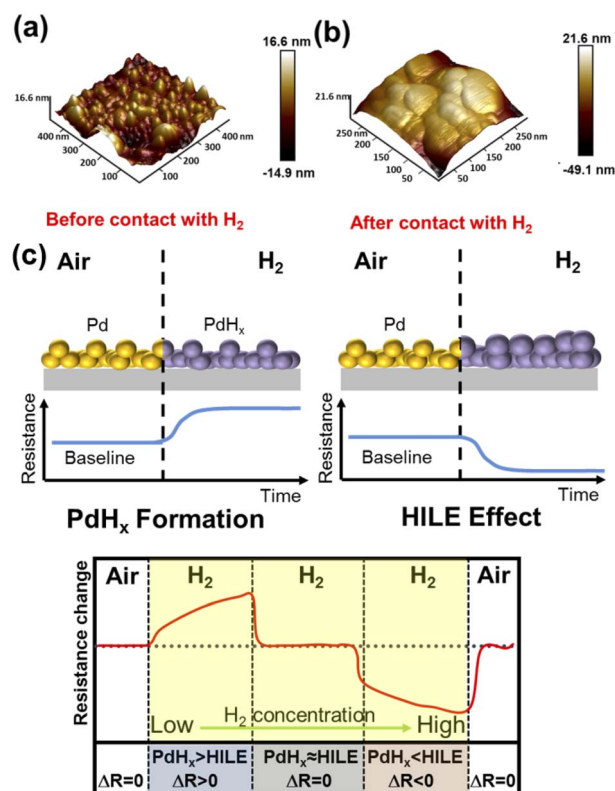 (a)
16.6 nm
16.6 nm
400 nm
300
200
100
100
200
300
400 nm
-14.9 nm
Before contact with H₂
(b)
21.6 nm
21.6 nm
250 nm
200
150
100
50
50
100
150
200
250 nm
-49.1 nm
After contact with H₂
(c)
Air H₂
Pd PdHₓ
Resistance
Baseline
Time
PdHₓ Formation
Air H₂
Pd
Resistance
Baseline
Time
HILE Effect
Resistance change
Air H₂ H₂ H₂ Air
Low H₂ concentration High
PdHₓ>HILE PdHₓ≈HILE PdHₓ<HILE
ΔR=0 ΔR>0 ΔR=0 ΔR<0 ΔR=0